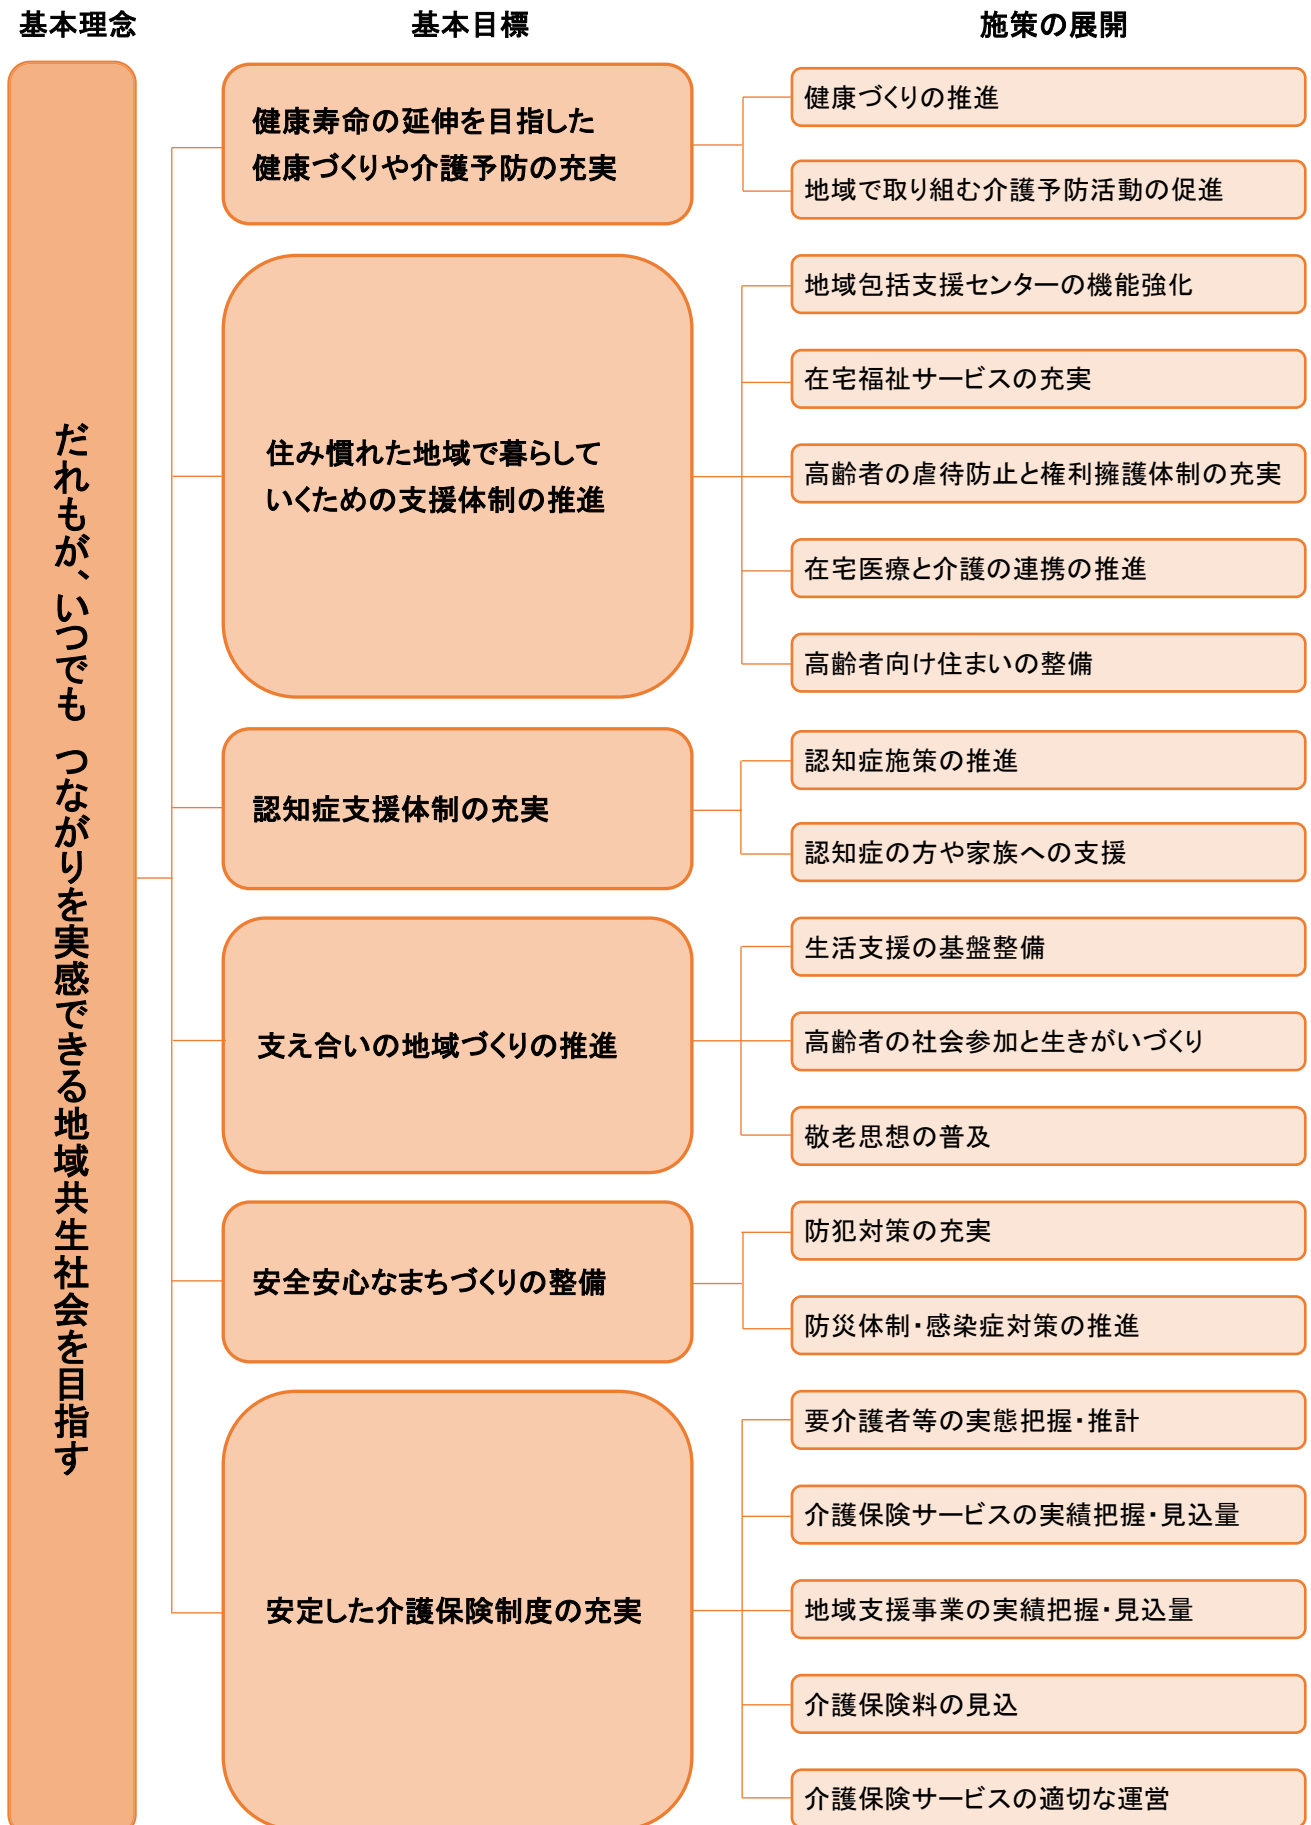 基本理念
基本目標
施策の展開
だれもが、いつでも つながりを実感できる地域共生社会を目指す
健康寿命の延伸を目指した
健康づくりや介護予防の充実
健康づくりの推進
地域で取り組む介護予防活動の促進
住み慣れた地域で暮らして
いくための支援体制の推進
地域包括支援センターの機能強化
在宅福祉サービスの充実
高齢者の虐待防止と権利擁護体制の充実
在宅医療と介護の連携の推進
高齢者向け住まいの整備
認知症支援体制の充実
認知症施策の推進
認知症の方や家族への支援
支え合いの地域づくりの推進
生活支援の基盤整備
高齢者の社会参加と生きがいづくり
敬老思想の普及
安全安心なまちづくりの整備
防犯対策の充実
防災体制・感染症対策の推進
安定した介護保険制度の充実
要介護者等の実態把握・推計
介護保険サービスの実績把握・見込量
地域支援事業の実績把握・見込量
介護保険料の見込
介護保険サービスの適切な運営